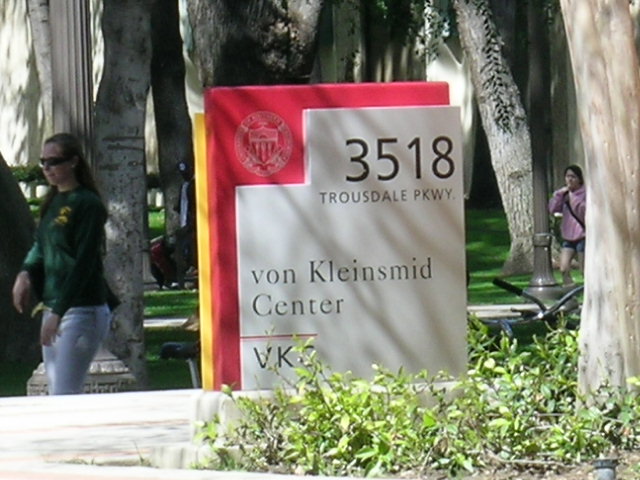 3518
TROUSDALE PKWY.
von Kleinsmid
Center
VK